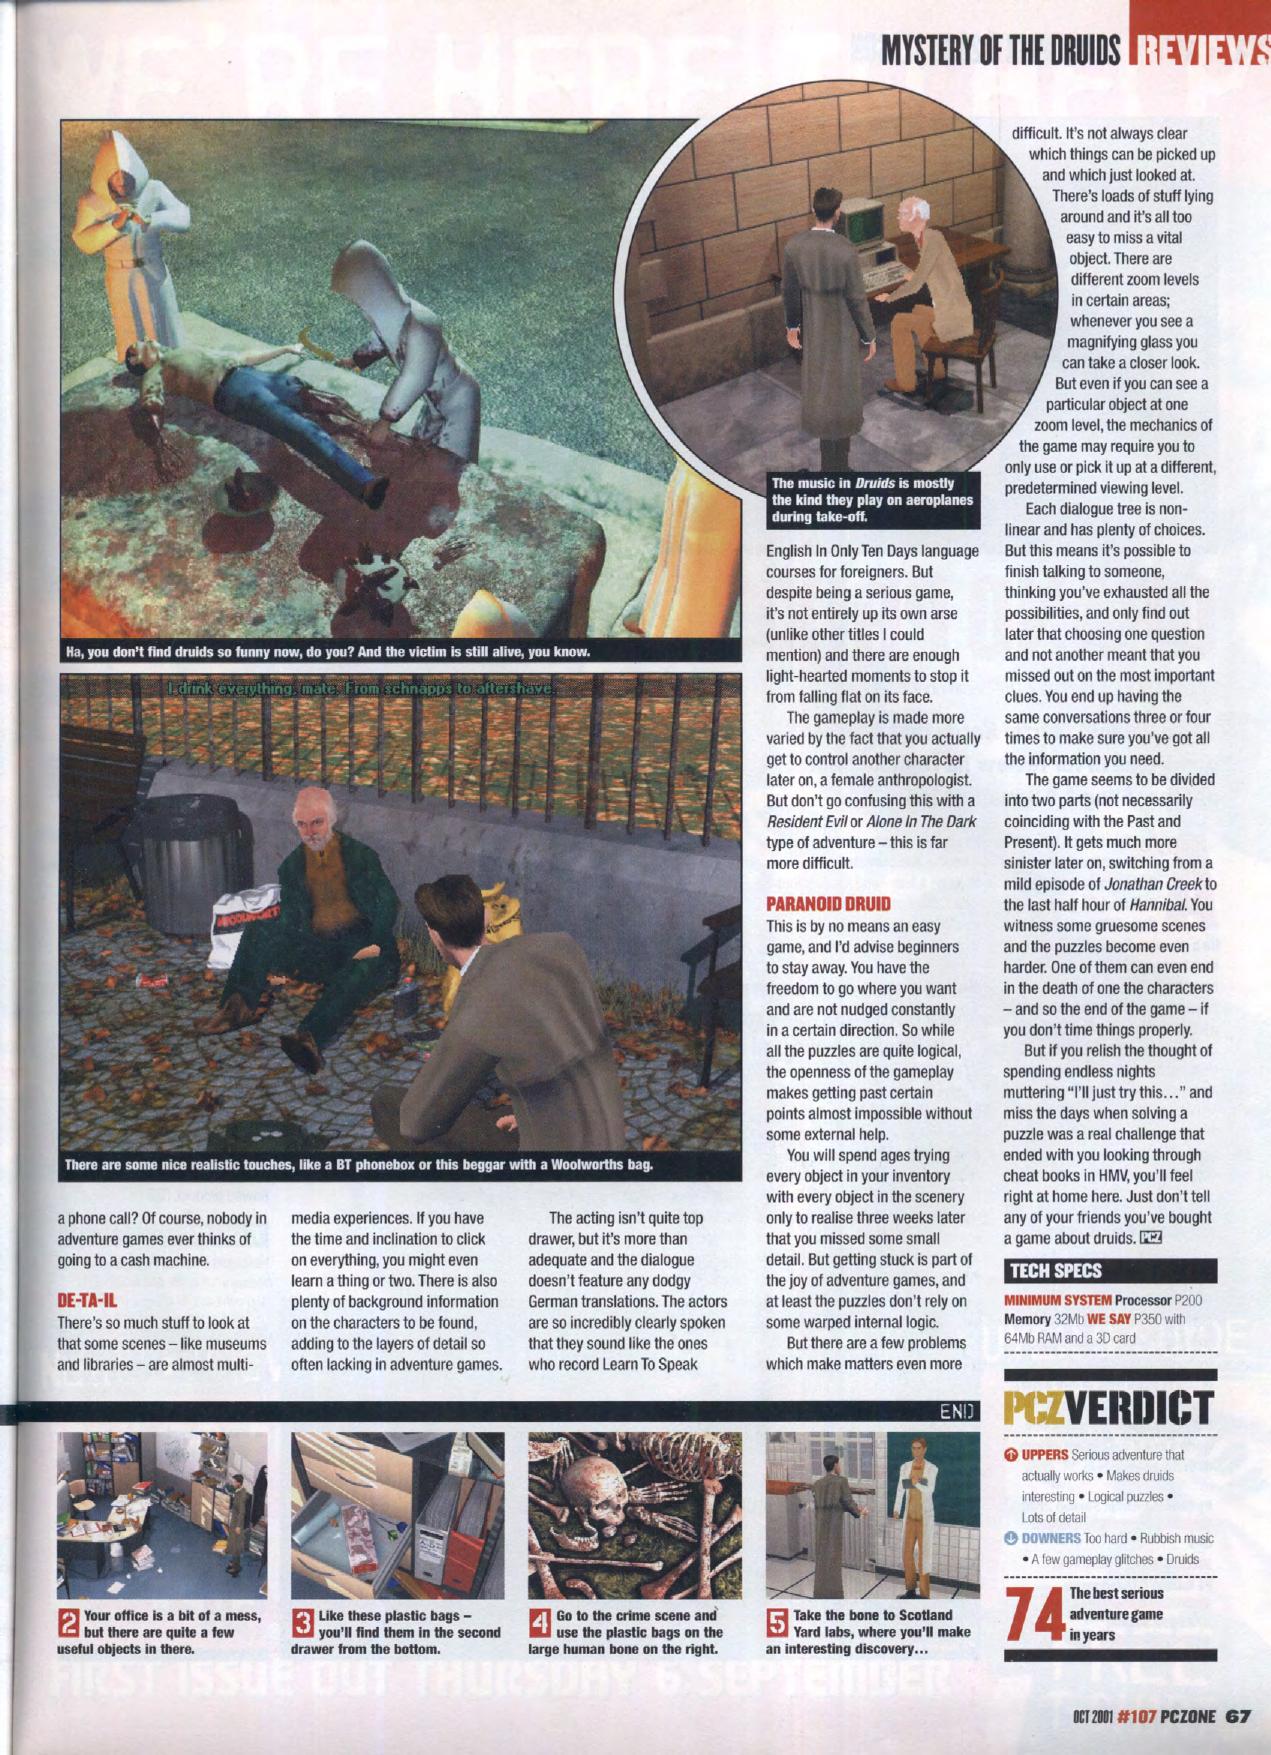 MYSTERY OF THE DRUIDS REVIEWS
Ha, you don't find druids so funny now, do you? And the victim is still alive, you know.
The music in Druids is mostly
the kind they play on aeroplanes
during take-off.
I drink everything, mate. From schnapps to aftershave...
There are some nice realistic touches, like a BT phonebox or this beggar with a Woolworths bag.
a phone call? Of course, nobody in
adventure games ever thinks of
going to a cash machine.
DE-TA-IL
There's so much stuff to look at
that some scenes – like museums
and libraries – are almost multi-
media experiences. If you have
the time and inclination to click
on everything, you might even
learn a thing or two. There is also
plenty of background information
on the characters to be found,
adding to the layers of detail so
often lacking in adventure games.
The acting isn't quite top
drawer, but it's more than
adequate and the dialogue
doesn't feature any dodgy
German translations. The actors
are so incredibly clearly spoken
that they sound like the ones
who record Learn To Speak
English In Only Ten Days language
courses for foreigners. But
despite being a serious game,
it's not entirely up its own arse
(unlike other titles I could
mention) and there are enough
light-hearted moments to stop it
from falling flat on its face.
The gameplay is made more
varied by the fact that you actually
get to control another character
later on, a female anthropologist.
But don't go confusing this with a
Resident Evil or Alone In The Dark
type of adventure – this is far
more difficult.
PARANOID DRUID
This is by no means an easy
game, and I'd advise beginners
to stay away. You have the
freedom to go where you want
and are not nudged constantly
in a certain direction. So while
all the puzzles are quite logical,
the openness of the gameplay
makes getting past certain
points almost impossible without
some external help.
You will spend ages trying
every object in your inventory
with every object in the scenery
only to realise three weeks later
that you missed some small
detail. But getting stuck is part of
the joy of adventure games, and
at least the puzzles don't rely on
some warped internal logic.
But there are a few problems
which make matters even more
difficult. It's not always clear
which things can be picked up
and which just looked at.
There's loads of stuff lying
around and it's all too
easy to miss a vital
object. There are
different zoom levels
in certain areas;
whenever you see a
magnifying glass you
can take a closer look.
But even if you can see a
particular object at one
zoom level, the mechanics of
the game may require you to
only use or pick it up at a different,
predetermined viewing level.
Each dialogue tree is non-
linear and has plenty of choices.
But this means it's possible to
finish talking to someone,
thinking you've exhausted all the
possibilities, and only find out
later that choosing one question
and not another meant that you
missed out on the most important
clues. You end up having the
same conversations three or four
times to make sure you've got all
the information you need.
The game seems to be divided
into two parts (not necessarily
coinciding with the Past and
Present). It gets much more
sinister later on, switching from a
mild episode of Jonathan Creek to
the last half hour of Hannibal. You
witness some gruesome scenes
and the puzzles become even
harder. One of them can even end
in the death of one the characters
– and so the end of the game – if
you don't time things properly.
But if you relish the thought of
spending endless nights
muttering "I'll just try this..." and
miss the days when solving a
puzzle was a real challenge that
ended with you looking through
cheat books in HMV, you'll feel
right at home here. Just don't tell
any of your friends you've bought
a game about druids. PCZ
TECH SPECS
MINIMUM SYSTEM Processor P200
Memory 32Mb WE SAY P350 with
64Mb RAM and a 3D card
PCZVERDICT
UPPERS Serious adventure that
actually works • Makes druids
interesting • Logical puzzles •
Lots of detail
DOWNERS Too hard • Rubbish music
• A few gameplay glitches • Druids
74 The best serious
adventure game
in years
END
2 Your office is a bit of a mess,
but there are quite a few
useful objects in there.
3 Like these plastic bags –
you'll find them in the second
drawer from the bottom.
4 Go to the crime scene and
use the plastic bags on the
large human bone on the right.
5 Take the bone to Scotland
Yard labs, where you'll make
an interesting discovery...
FIRST ISSUE OUT THURSDAY 6 SEPTEMBER
OCT 2001 #107 PCZONE 67